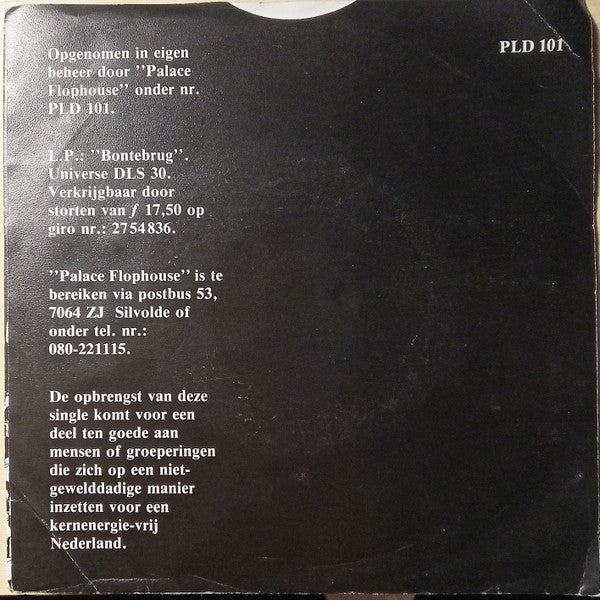 PLD 101
Opgenomen in eigen
beheer door ''Palace
Flophouse'' onder nr.
PLD 101.
L.P.: ''Bontebrug''.
Universe DLS 30.
Verkrijgbaar door
storten van ƒ 17,50 op
giro nr.: 2754836.
''Palace Flophouse'' is te
bereiken via postbus 53,
7064 ZJ Silvolde of
onder tel. nr.:
080-221115.
De opbrengst van deze
single komt voor een
deel ten goede aan
mensen of groeperingen
die zich op een niet-
gewelddadige manier
inzetten voor een
kernenergie-vrij
Nederland.